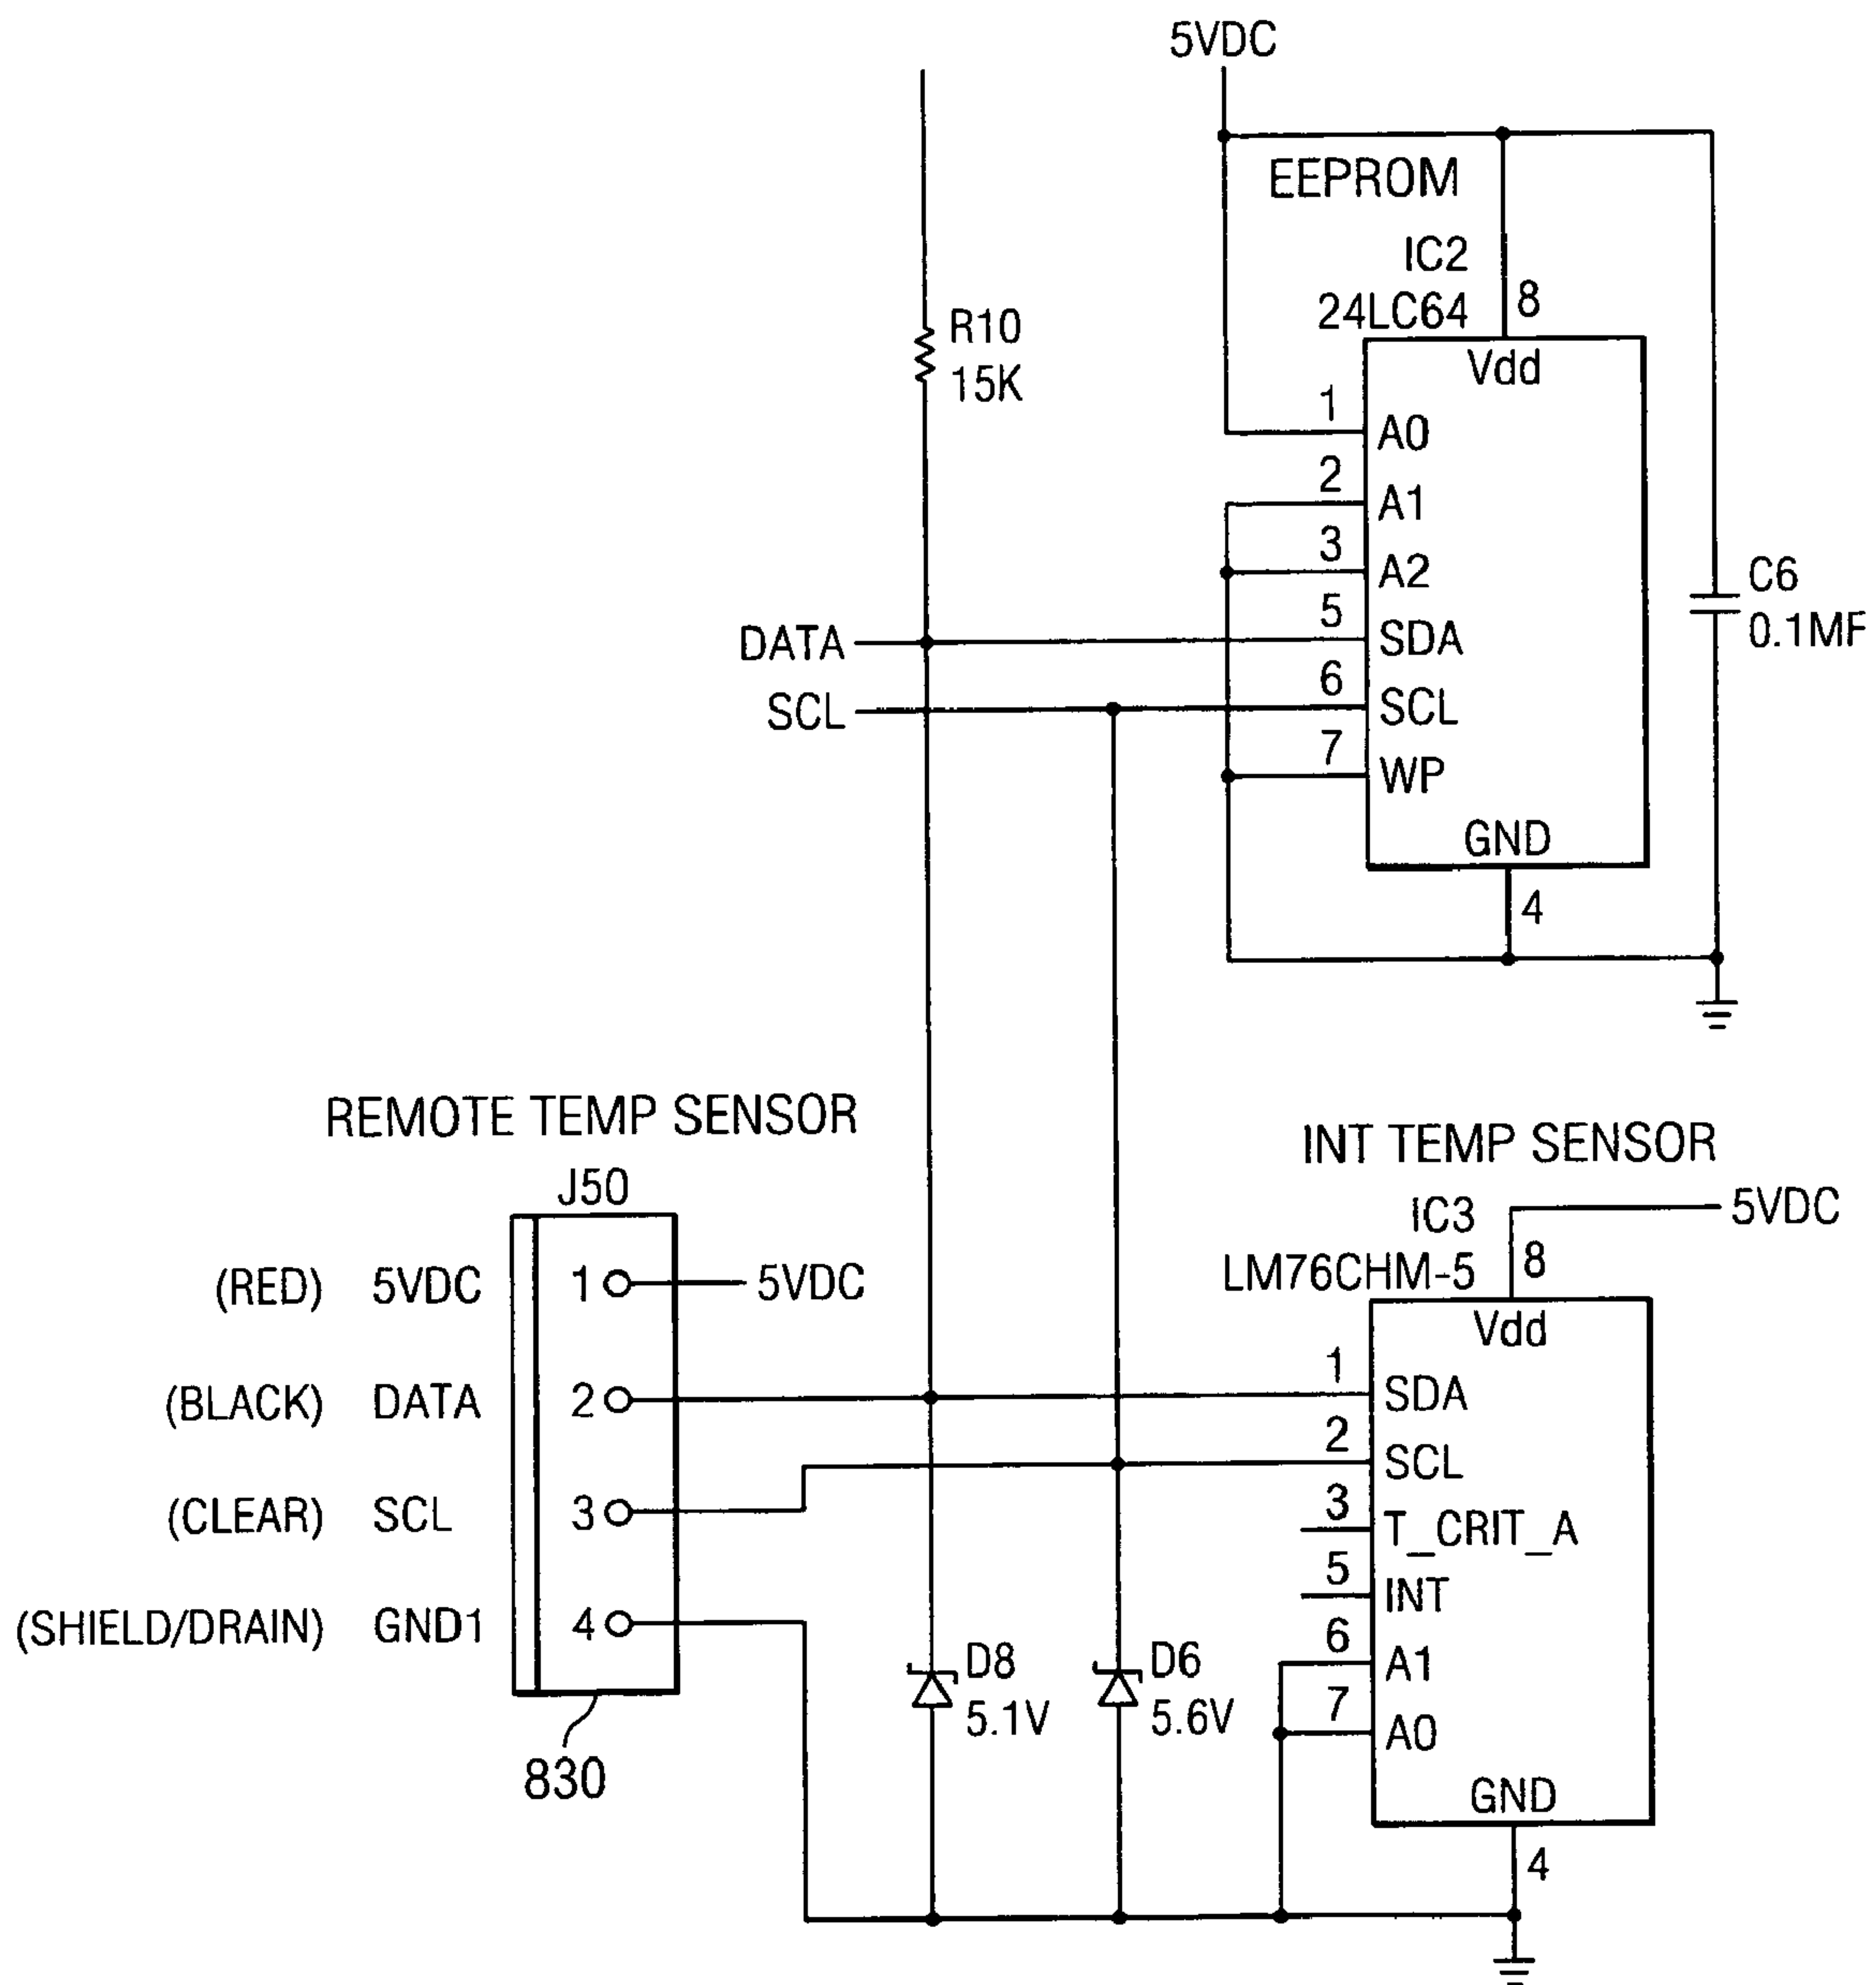 5VDC
EEPROM
IC2
24LC64
8
Vdd
R10
15K
1
A0
2
A1
3
A2
C6
0.1MF
DATA
5
SDA
SCL
6
SCL
7
WP
GND
4
REMOTE TEMP SENSOR
J50
INT TEMP SENSOR
IC3
5VDC
LM76CHM-5
8
Vdd
(RED) 5VDC 1 5VDC
(BLACK) DATA 2
(CLEAR) SCL 3
(SHIELD/DRAIN) GND1 4
830
1
SDA
2
SCL
3
T_CRIT_A
5
INT
6
A1
7
A0
D8
5.1V
D6
5.6V
GND
4